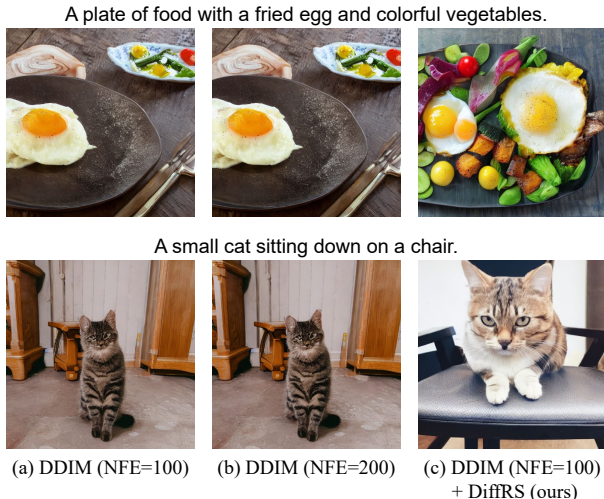 A plate of food with a fried egg and colorful vegetables.
A small cat sitting down on a chair.
(a) DDIM (NFE=100)
(b) DDIM (NFE=200)
(c) DDIM (NFE=100)
+ DiffRS (ours)